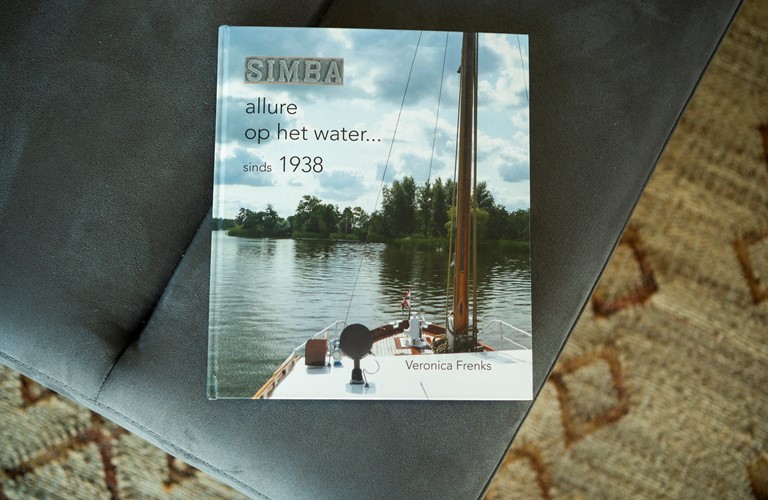 SIMBA
allure
op het water...
sinds 1938
Veronica Frenks